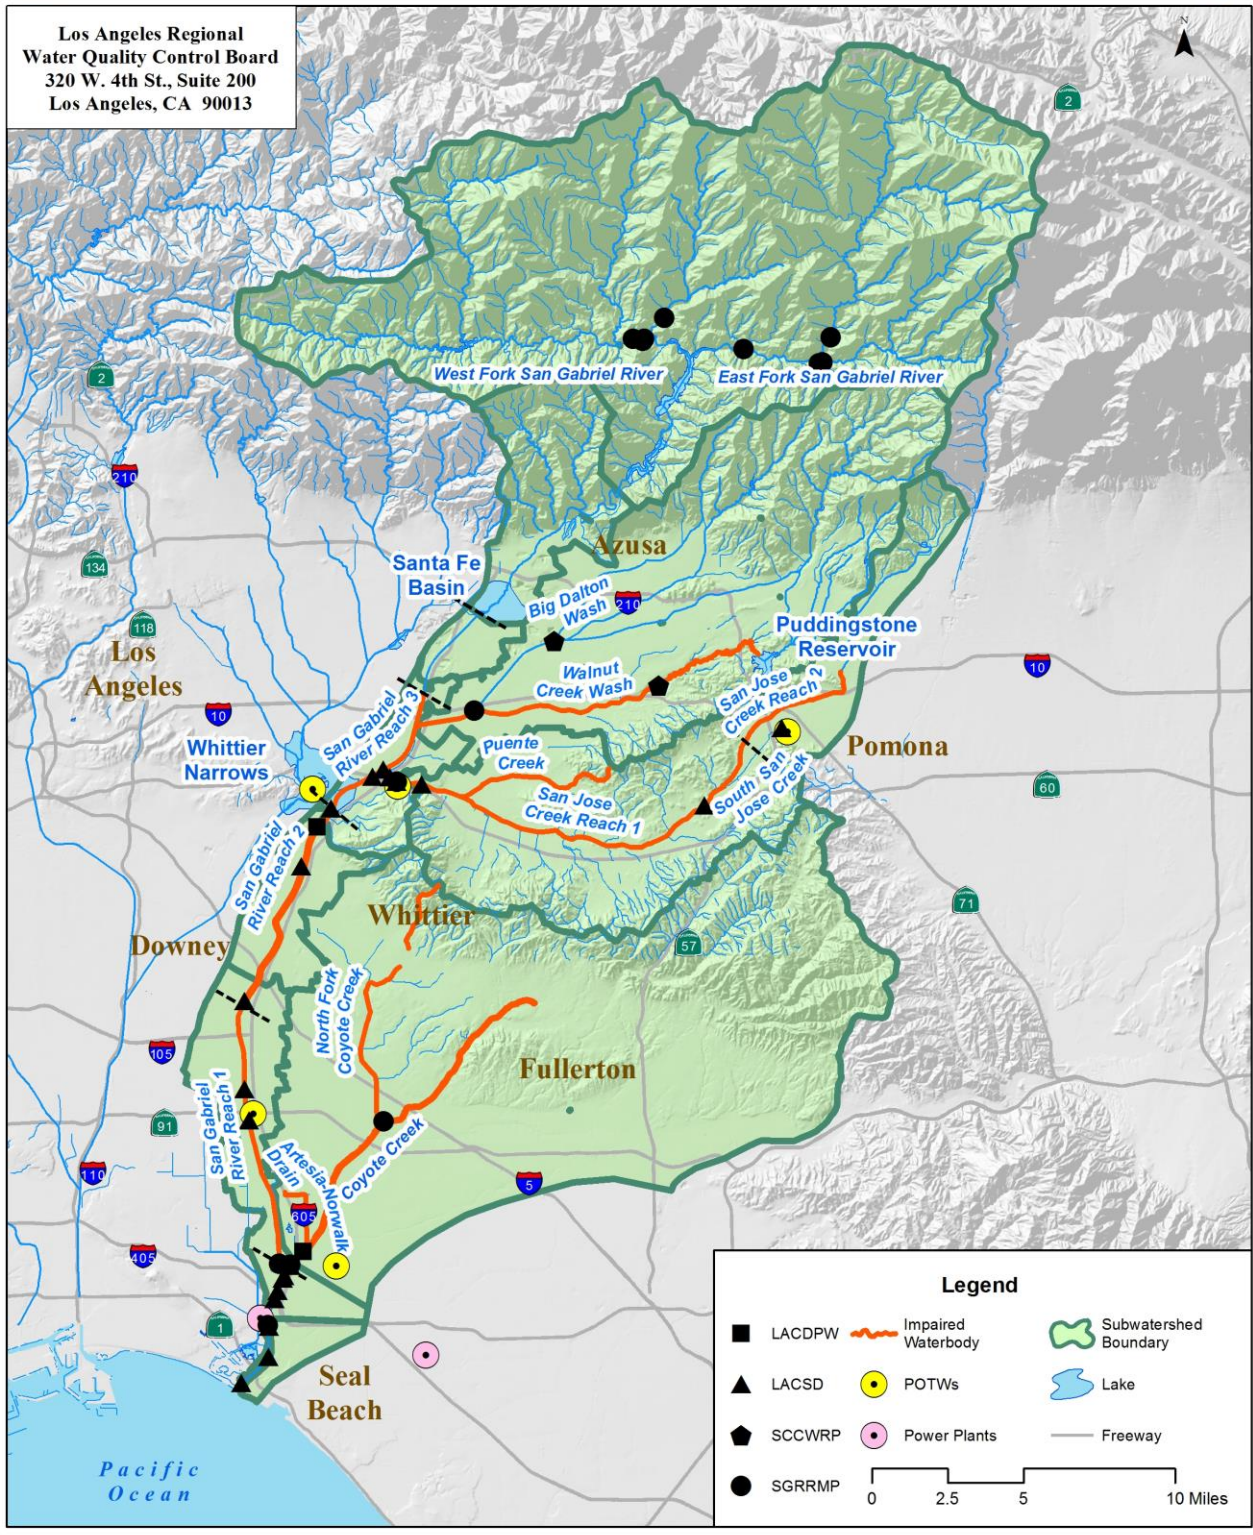 Los Angeles Regional
Water Quality Control Board
320 W. 4th St., Suite 200
Los Angeles, CA 90013
N
2
2
West Fork San Gabriel River
East Fork San Gabriel River
210
134
118
Los
Angeles
Azusa
Santa Fe
Basin
Big Dalton
Wash
210
Puddingstone
Reservoir
10
10
Walnut
Creek Wash
San Jose
Creek Reach 2
San Gabriel
River Reach 3
Whittier
Narrows
Puente
Creek
Pomona
60
South San
Jose Creek
San Jose
Creek Reach 1
San Gabriel
River Reach 2
Whittier
Downey
71
57
North Fork
Coyote Creek
Fullerton
105
91
San Gabriel
River Reach 1
110
Artesia-Norwalk
Drain
Coyote Creek
5
605
405
1
Seal
Beach
Pacific
Ocean
Legend
LACDPW
Impaired
Waterbody
Subwatershed
Boundary
LACSD
POTWs
Lake
SCCWRP
Power Plants
Freeway
SGRRMP
0 2.5 5 10 Miles